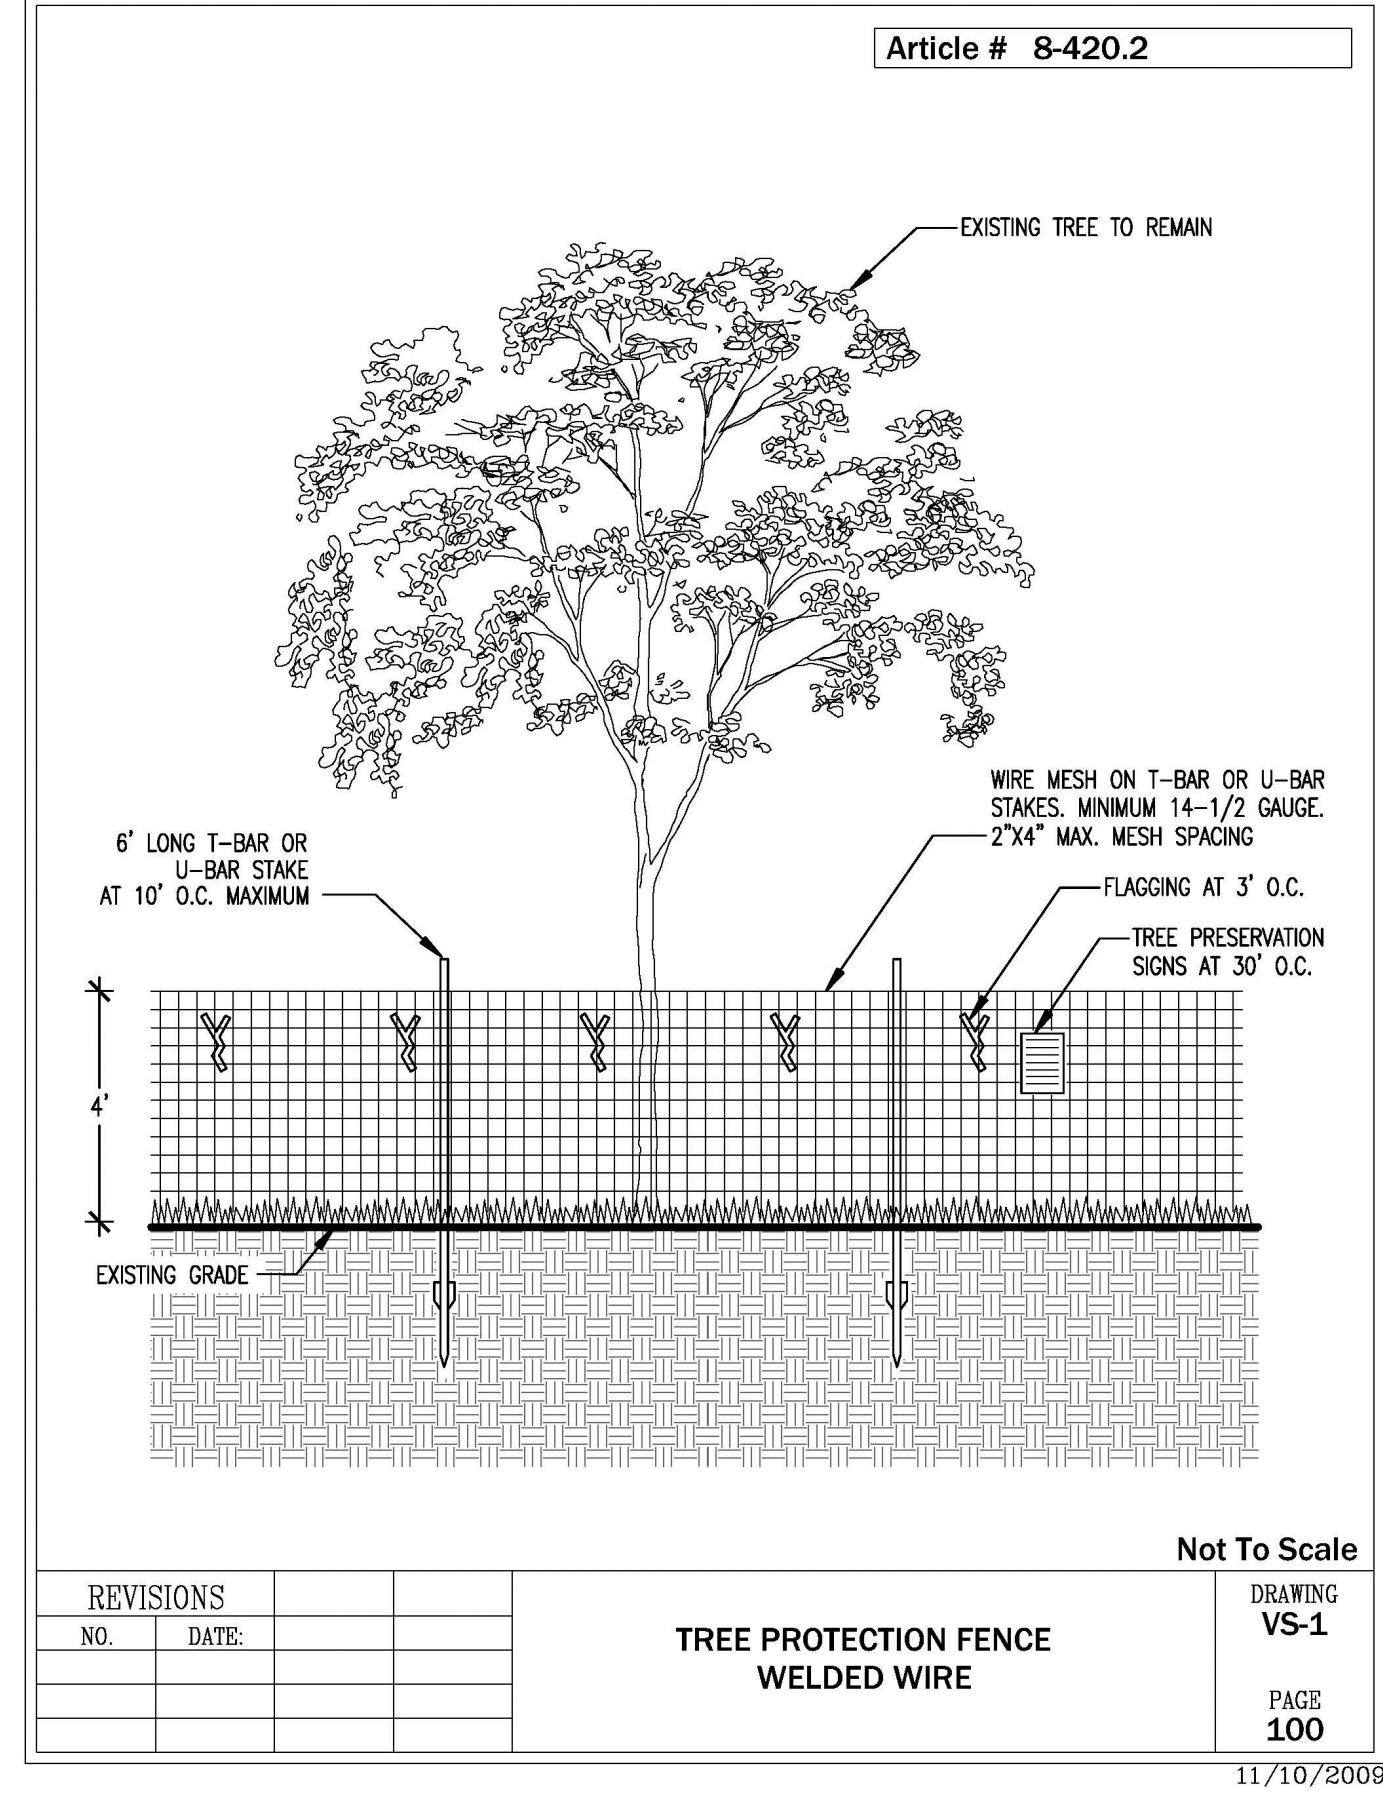 Article # 8-420.2
EXISTING TREE TO REMAIN
WIRE MESH ON T-BAR OR U-BAR
STAKES. MINIMUM 14-1/2 GAUGE.
2"X4" MAX. MESH SPACING
6' LONG T-BAR OR
U-BAR STAKE
AT 10' O.C. MAXIMUM
FLAGGING AT 3' O.C.
TREE PRESERVATION
SIGNS AT 30' O.C.
4'
EXISTING GRADE
Not To Scale
REVISIONS
NO. DATE:
TREE PROTECTION FENCE
WELDED WIRE
DRAWING
VS-1
PAGE
100
11/10/2009